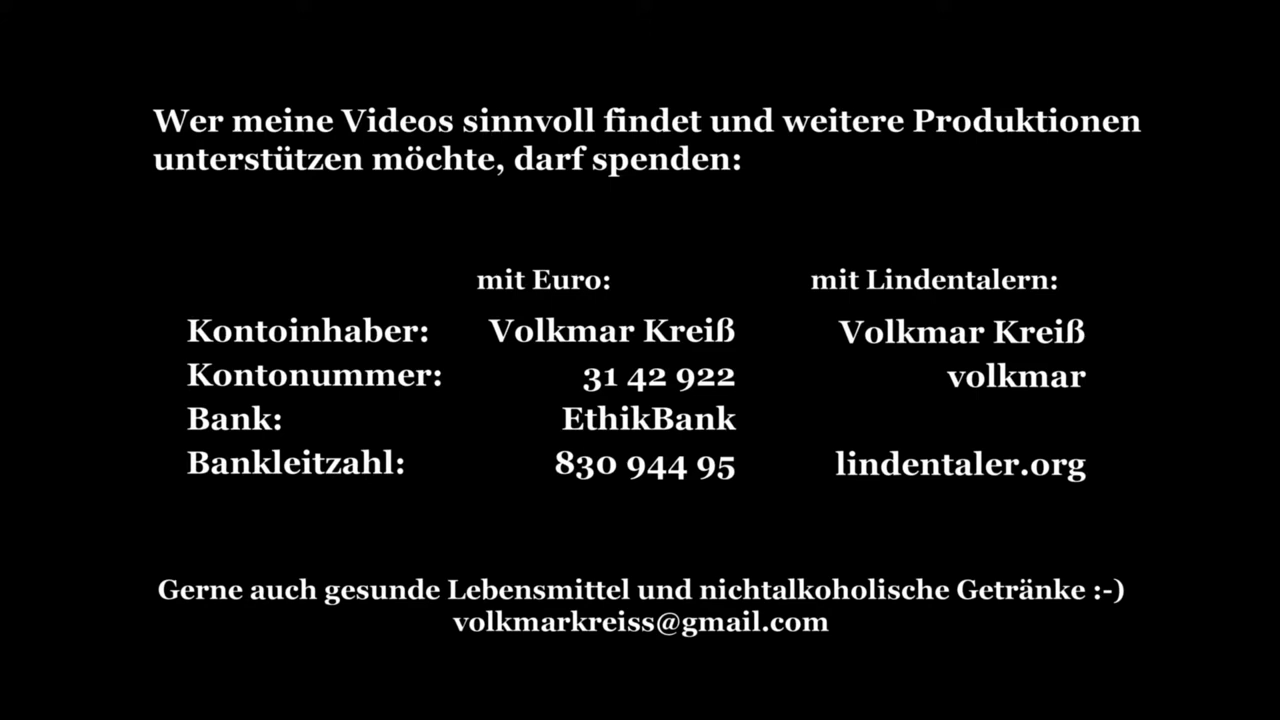 Wer meine Videos sinnvoll findet und weitere Produktionen
unterstützen möchte, darf spenden:
mit Euro: mit Lindentalern:
Kontoinhaber: Volkmar Kreiß Volkmar Kreiß
Kontonummer: 31 42 922 volkmar
Bank: EthikBank
Bankleitzahl: 830 944 95 lindentaler.org
Gerne auch gesunde Lebensmittel und nichtalkoholische Getränke :-)
volkmarkreiss@gmail.com